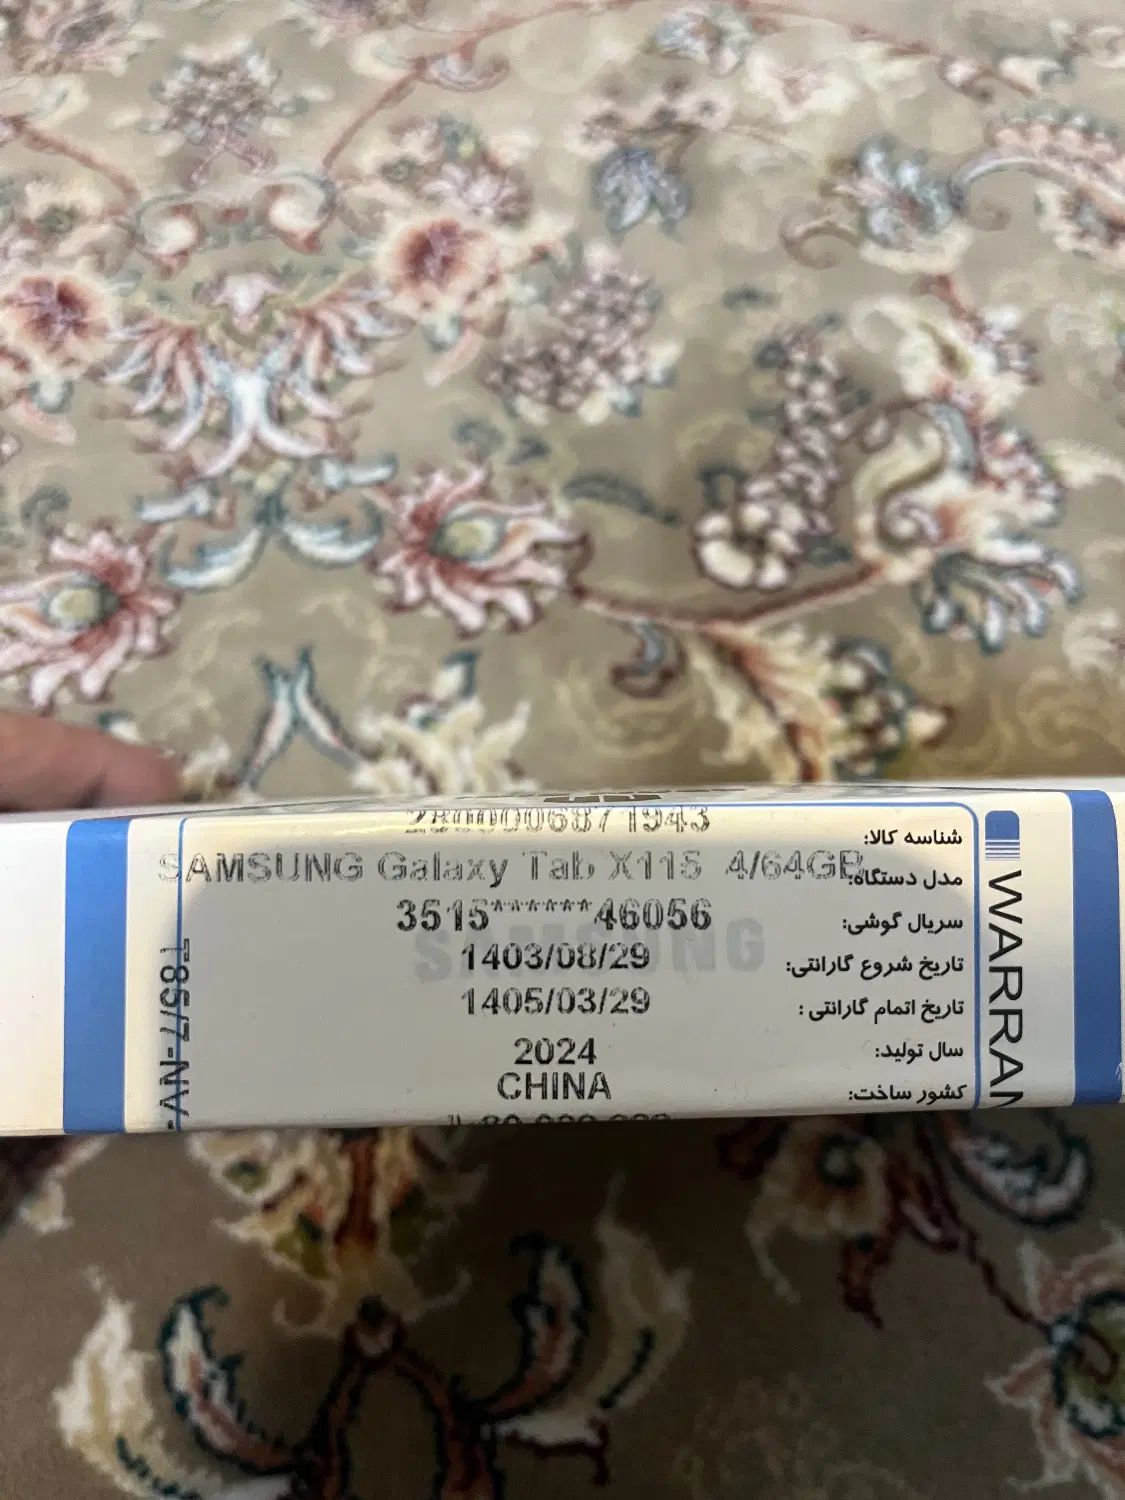 شناسه کالا:
مدل دستگاه: SAMSUNG Galaxy Tab X115 4/64GB
سریال گوشی: 3515******46056
تاریخ شروع گارانتی: 1403/08/29
تاریخ اتمام گارانتی : 1405/03/29
سال تولید: 2024
کشور ساخت: CHINA
SAMSUNG